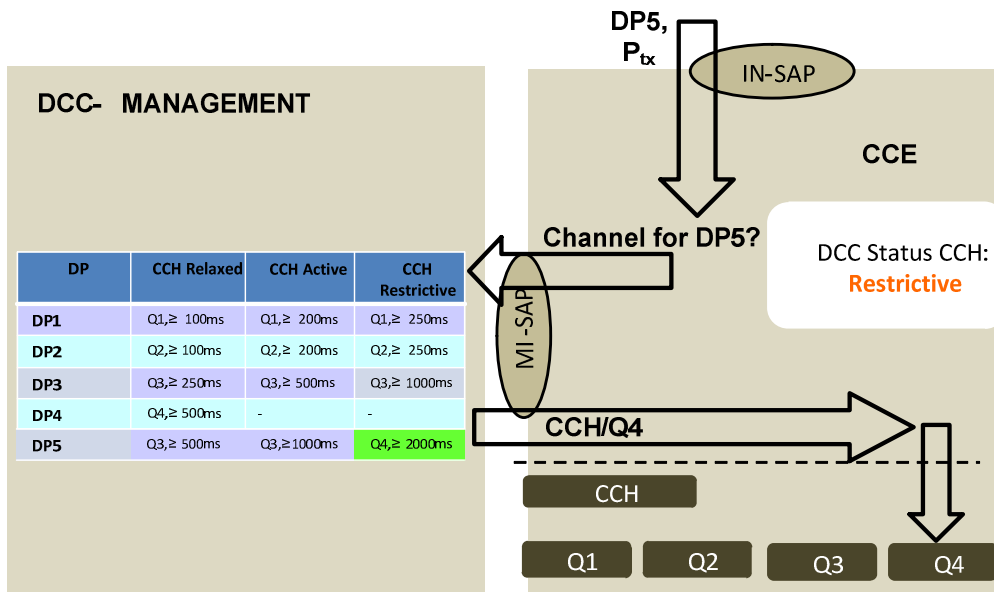 DP5,
Ptx
IN-SAP
DCC- MANAGEMENT
CCE
Channel for DP5?
DCC Status CCH:
Restrictive
DP CCH Relaxed CCH Active CCH
Restrictive
DP1 Q1,≥ 100ms Q1,≥ 200ms Q1,≥ 250ms
DP2 Q2,≥ 100ms Q2,≥ 200ms Q2,≥ 250ms
DP3 Q3,≥250ms Q3,≥ 500ms Q3,≥ 1000ms
DP4 Q4,≥ 500ms - -
DP5 Q3,≥ 500ms Q3,≥1000ms Q4,≥ 2000ms
MI -SAP
CCH/Q4
CCH
Q1 Q2 Q3 Q4